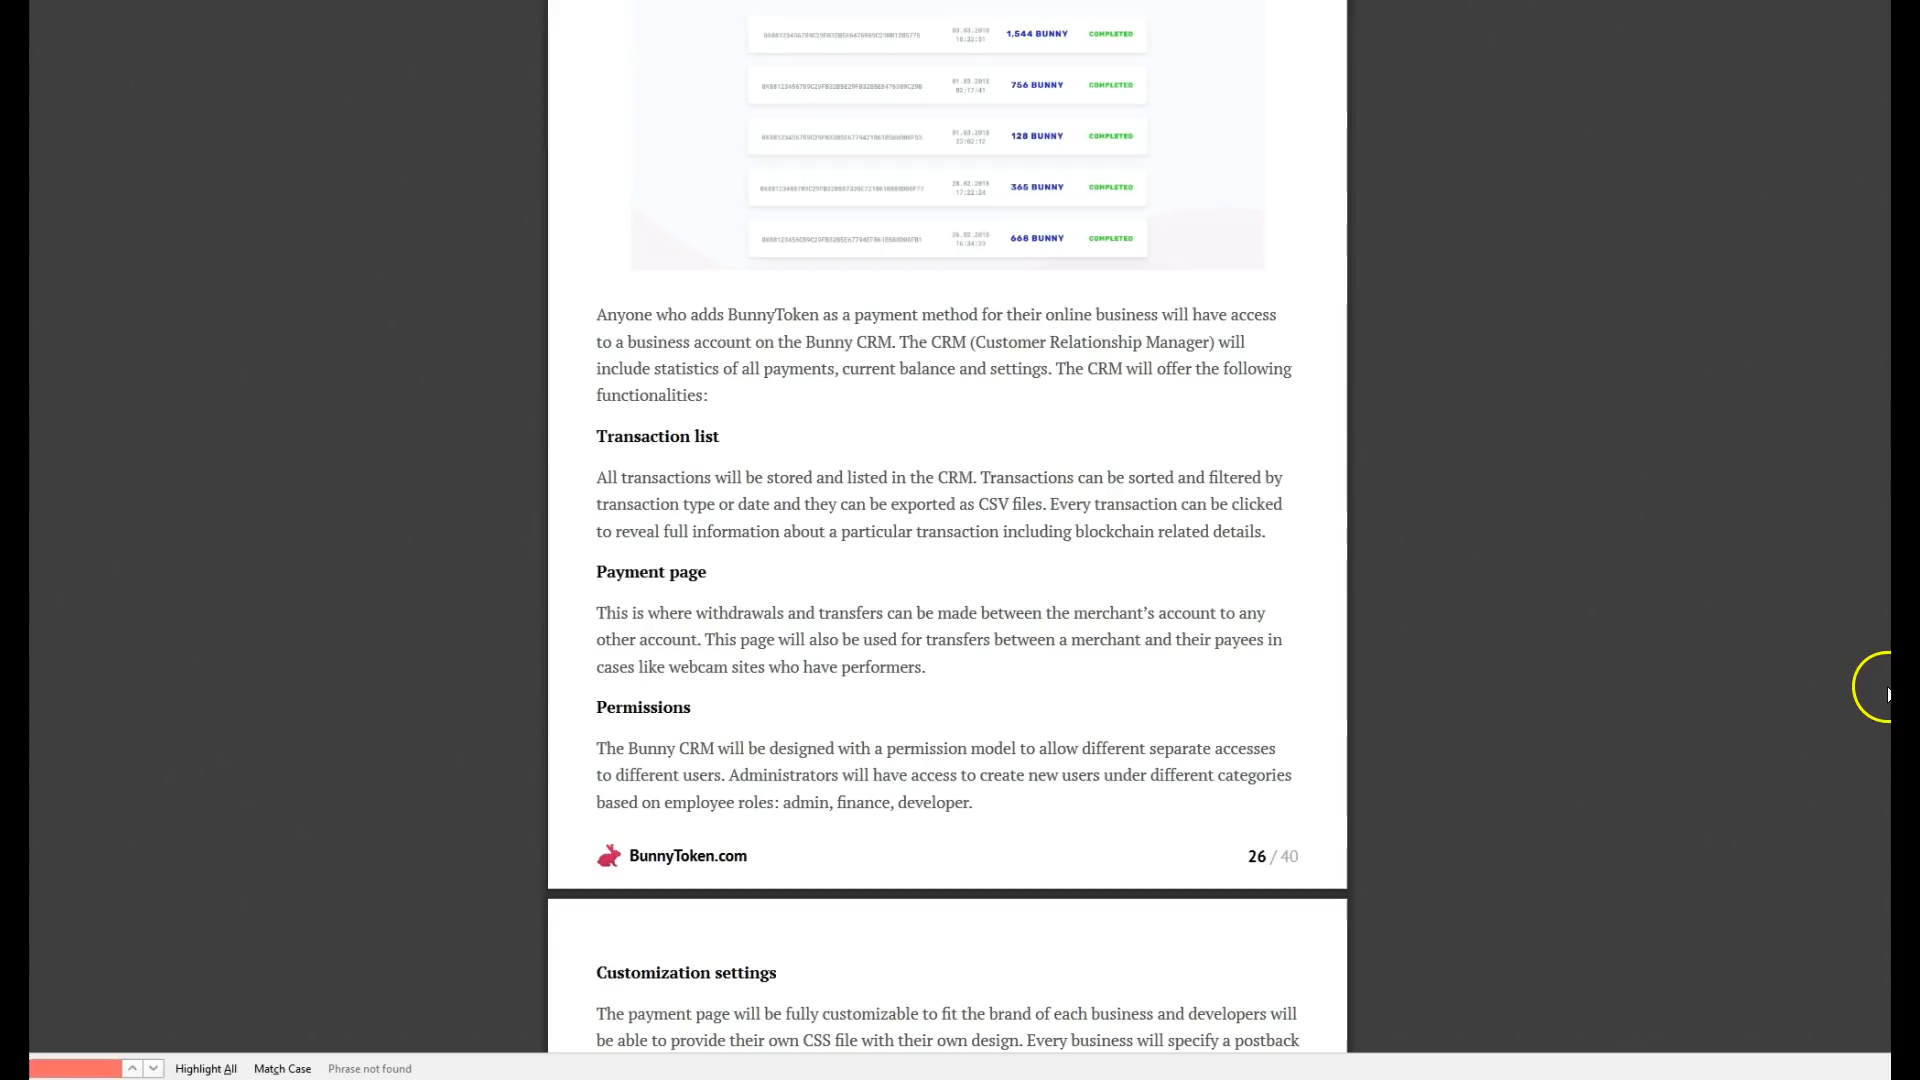 1,544 BUNNY COMPLETED
756 BUNNY COMPLETED
128 BUNNY COMPLETED
365 BUNNY COMPLETED
668 BUNNY COMPLETED
Anyone who adds BunnyToken as a payment method for their online business will have access
to a business account on the Bunny CRM. The CRM (Customer Relationship Manager) will
include statistics of all payments, current balance and settings. The CRM will offer the following
functionalities:
Transaction list
All transactions will be stored and listed in the CRM. Transactions can be sorted and filtered by
transaction type or date and they can be exported as CSV files. Every transaction can be clicked
to reveal full information about a particular transaction including blockchain related details.
Payment page
This is where withdrawals and transfers can be made between the merchant’s account to any
other account. This page will also be used for transfers between a merchant and their payees in
cases like webcam sites who have performers.
Permissions
The Bunny CRM will be designed with a permission model to allow different separate accesses
to different users. Administrators will have access to create new users under different categories
based on employee roles: admin, finance, developer.
BunnyToken.com 26 / 40
Customization settings
The payment page will be fully customizable to fit the brand of each business and developers will
be able to provide their own CSS file with their own design. Every business will specify a postback
Highlight All Match Case Phrase not found